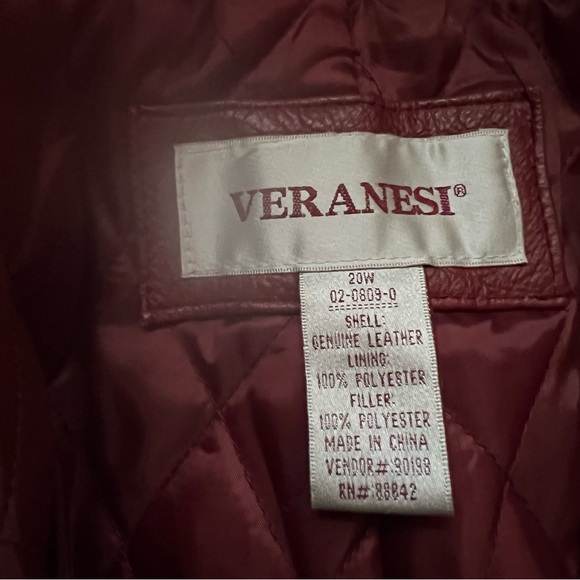 VERANESI®
20W
02-0809-0
SHELL:
GENUINE LEATHER
LINING:
100% POLYESTER
FILLER:
100% POLYESTER
MADE IN CHINA
VENDOR#:90198
RN#:88842